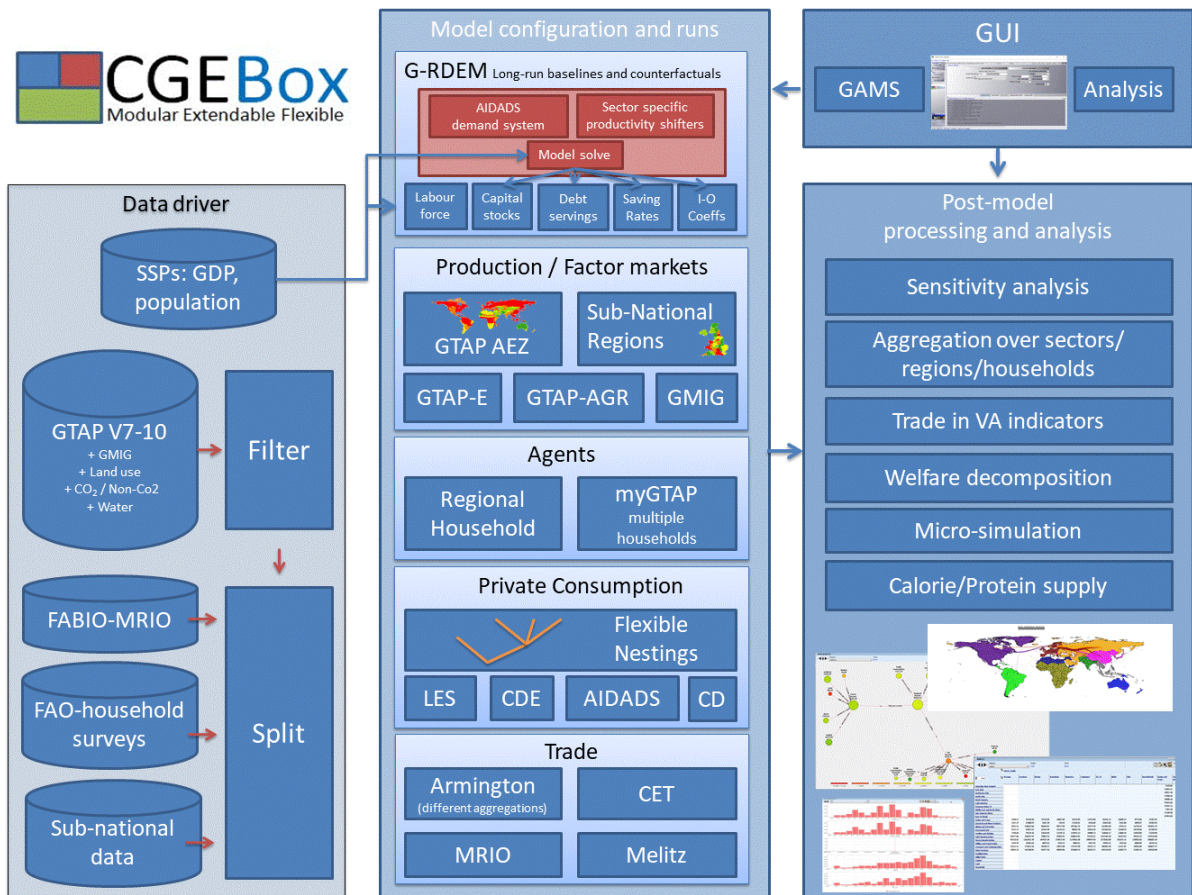 CGEBox
Modular Extendable Flexible
Data driver
SSPs: GDP,
population
GTAP V7-10
+ GMIG
+ Land use
+ CO₂ / Non-Co2
+ Water
Filter
FABIO-MRIO
FAO-household
surveys
Sub-national
data
Split
Model configuration and runs
G-RDEM Long-run baselines and counterfactuals
AIDADS
demand system
Sector specific
productivity shifters
Model solve
Labour
force
Capital
stocks
Debt
servings
Saving
Rates
I-O
Coeffs
Production / Factor markets
GTAP AEZ
Sub-National
Regions
GTAP-E
GTAP-AGR
GMIG
Agents
Regional
Household
myGTAP
multiple
households
Private Consumption
Flexible
Nestings
LES
CDE
AIDADS
CD
Trade
Armington
(different aggregations)
CET
MRIO
Melitz
GUI
GAMS
Analysis
Post-model
processing and analysis
Sensitivity analysis
Aggregation over sectors/
regions/households
Trade in VA indicators
Welfare decomposition
Micro-simulation
Calorie/Protein supply